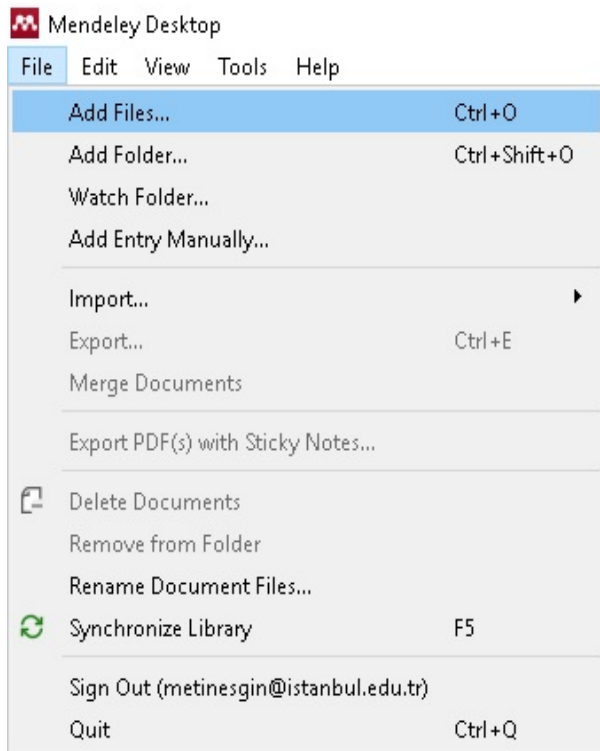 Mendeley Desktop
File Edit View Tools Help
Add Files... Ctrl+O
Add Folder... Ctrl+Shift+O
Watch Folder...
Add Entry Manually...
Import...
Export... Ctrl+E
Merge Documents
Export PDF(s) with Sticky Notes...
Delete Documents
Remove from Folder
Rename Document Files...
Synchronize Library F5
Sign Out (metinesgin@istanbul.edu.tr)
Quit Ctrl+Q